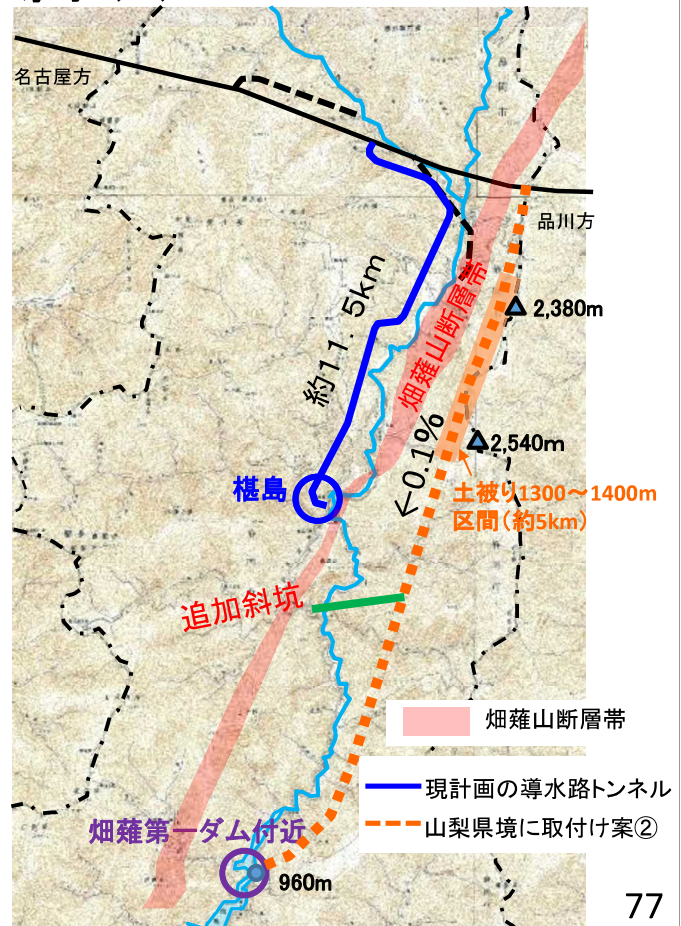 名古屋方
品川方
約11.5km
畑薙山断層帯
2,380m
2,540m
←0.1%
土被り1300～1400m
区間(約5km)
椹島
追加斜坑
畑薙山断層帯
現計画の導水路トンネル
山梨県境に取付け案②
畑薙第一ダム付近
960m
77